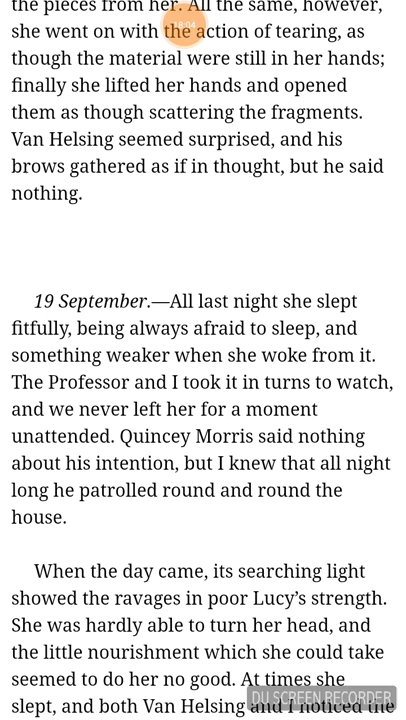 the pieces from her. All the same, however,
18:04
she went on with the action of tearing, as
though the material were still in her hands;
finally she lifted her hands and opened
them as though scattering the fragments.
Van Helsing seemed surprised, and his
brows gathered as if in thought, but he said
nothing.
19 September.—All last night she slept
fitfully, being always afraid to sleep, and
something weaker when she woke from it.
The Professor and I took it in turns to watch,
and we never left her for a moment
unattended. Quincey Morris said nothing
about his intention, but I knew that all night
long he patrolled round and round the
house.
When the day came, its searching light
showed the ravages in poor Lucy’s strength.
She was hardly able to turn her head, and
the little nourishment which she could take
seemed to do her no good. At times she
slept, and both Van Helsing and I noticed the
DU SCREEN RECORDER